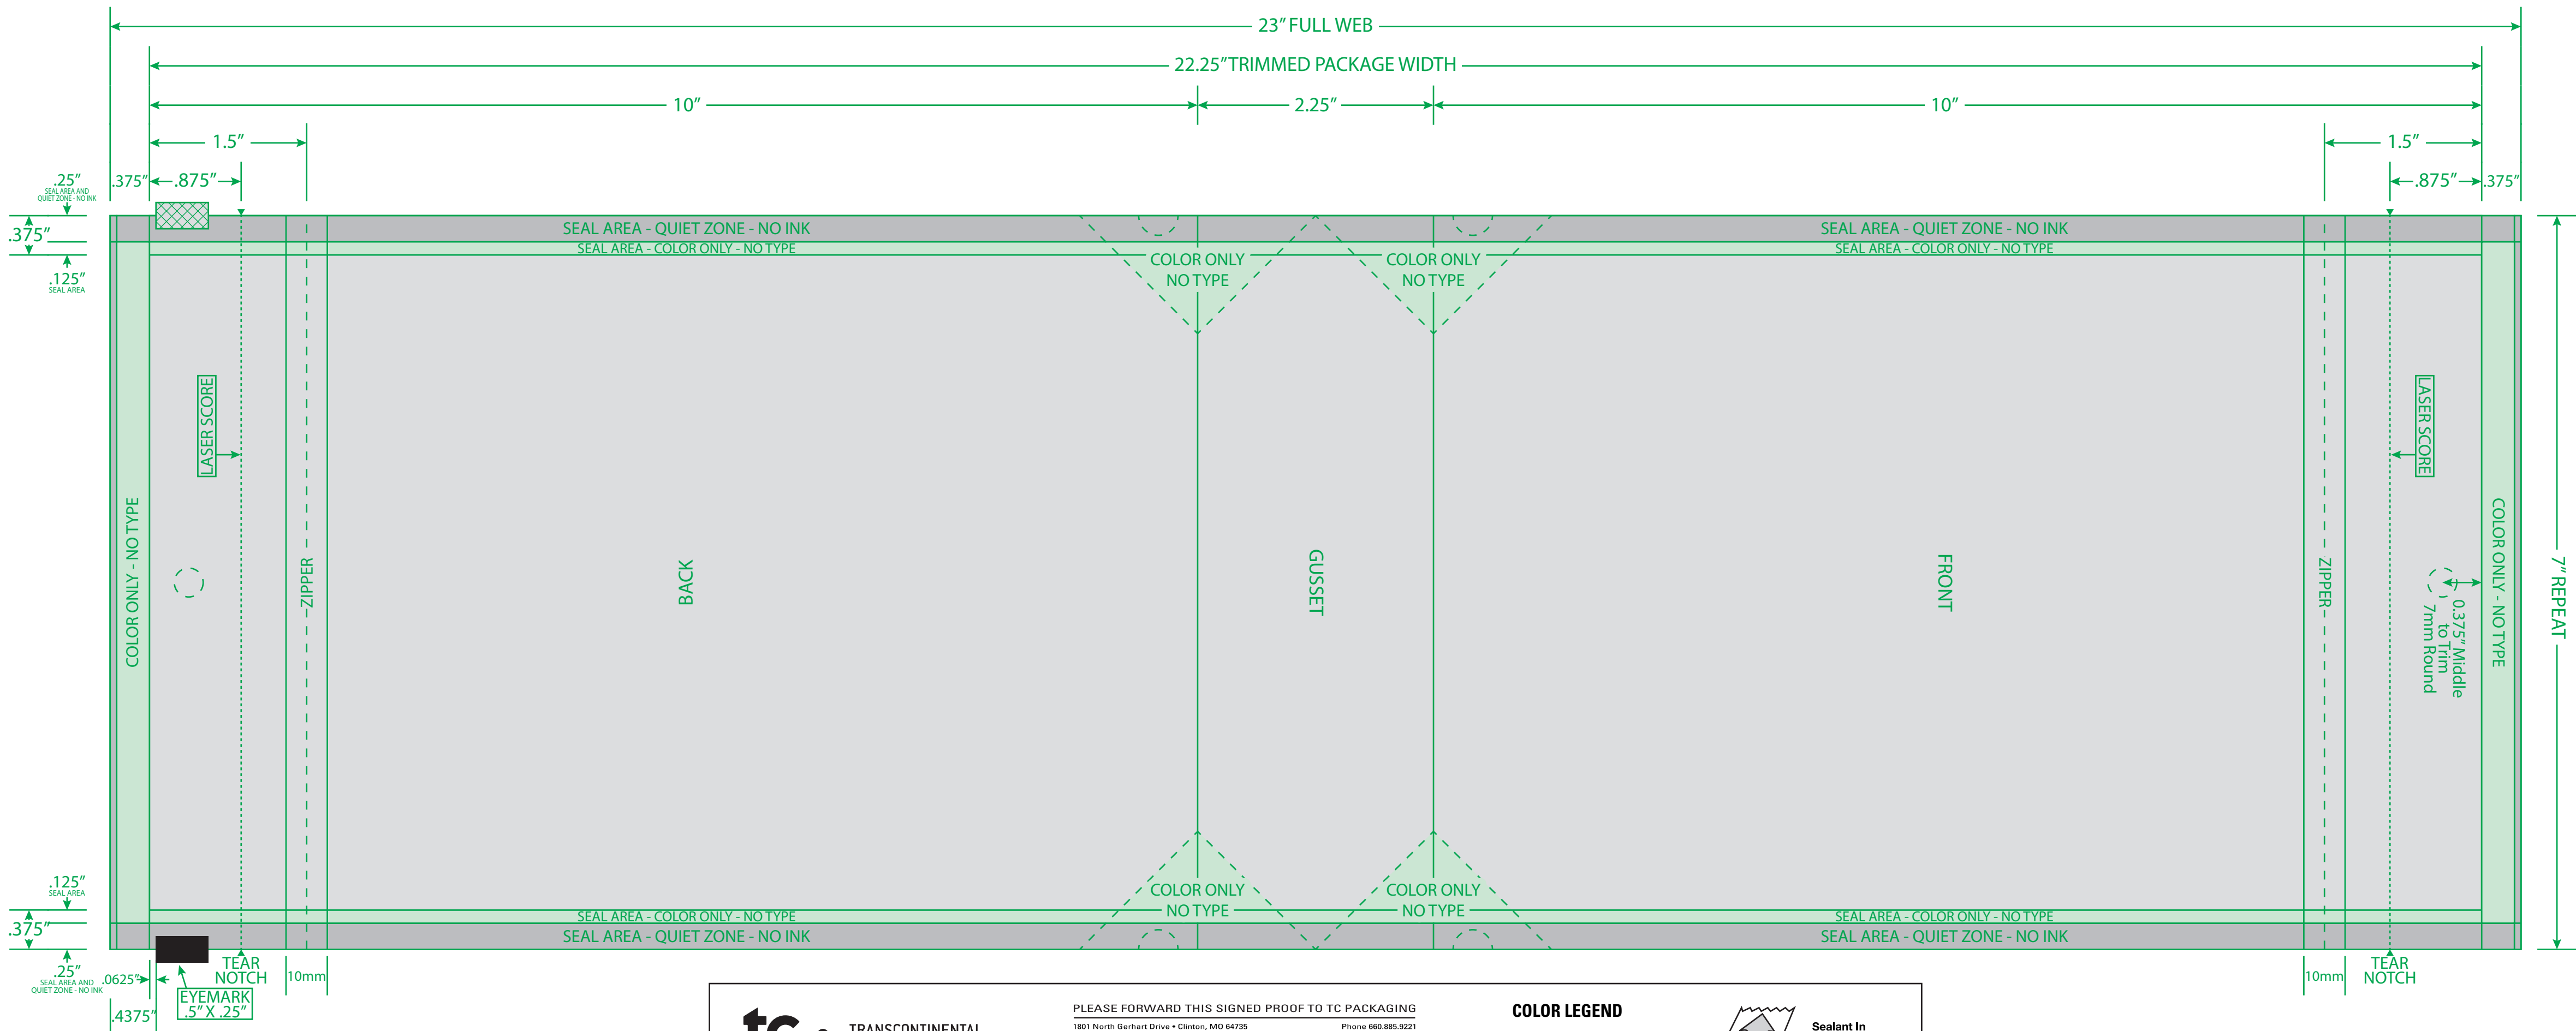 23” FULL WEB
22.25” TRIMMED PACKAGE WIDTH
10”
2.25”
10”
1.5”
1.5”
.25”
SEAL AREA AND
QUIET ZONE - NO INK
.375”
.875”
.875”
.375”
.375”
.125”
SEAL AREA
SEAL AREA - QUIET ZONE - NO INK
SEAL AREA - QUIET ZONE - NO INK
SEAL AREA - COLOR ONLY - NO TYPE
SEAL AREA - COLOR ONLY - NO TYPE
COLOR ONLY
NO TYPE
COLOR ONLY
NO TYPE
LASER SCORE
LASER SCORE
COLOR ONLY - NO TYPE
ZIPPER
BACK
GUSSET
FRONT
ZIPPER
0.375” Middle
to Trim
7mm Round
COLOR ONLY - NO TYPE
7” REPEAT
COLOR ONLY
NO TYPE
COLOR ONLY
NO TYPE
.125”
SEAL AREA
.375”
SEAL AREA - COLOR ONLY - NO TYPE
SEAL AREA - COLOR ONLY - NO TYPE
SEAL AREA - QUIET ZONE - NO INK
SEAL AREA - QUIET ZONE - NO INK
.25”
SEAL AREA AND
QUIET ZONE - NO INK
.0625”
TEAR
NOTCH
10mm
10mm
TEAR
NOTCH
EYEMARK
.5” X .25”
.4375”
tc
TRANSCONTINENTAL
PLEASE FORWARD THIS SIGNED PROOF TO TC PACKAGING
1801 North Gerhart Drive • Clinton, MO 64735
Phone 660.885.9221
COLOR LEGEND
Sealant In